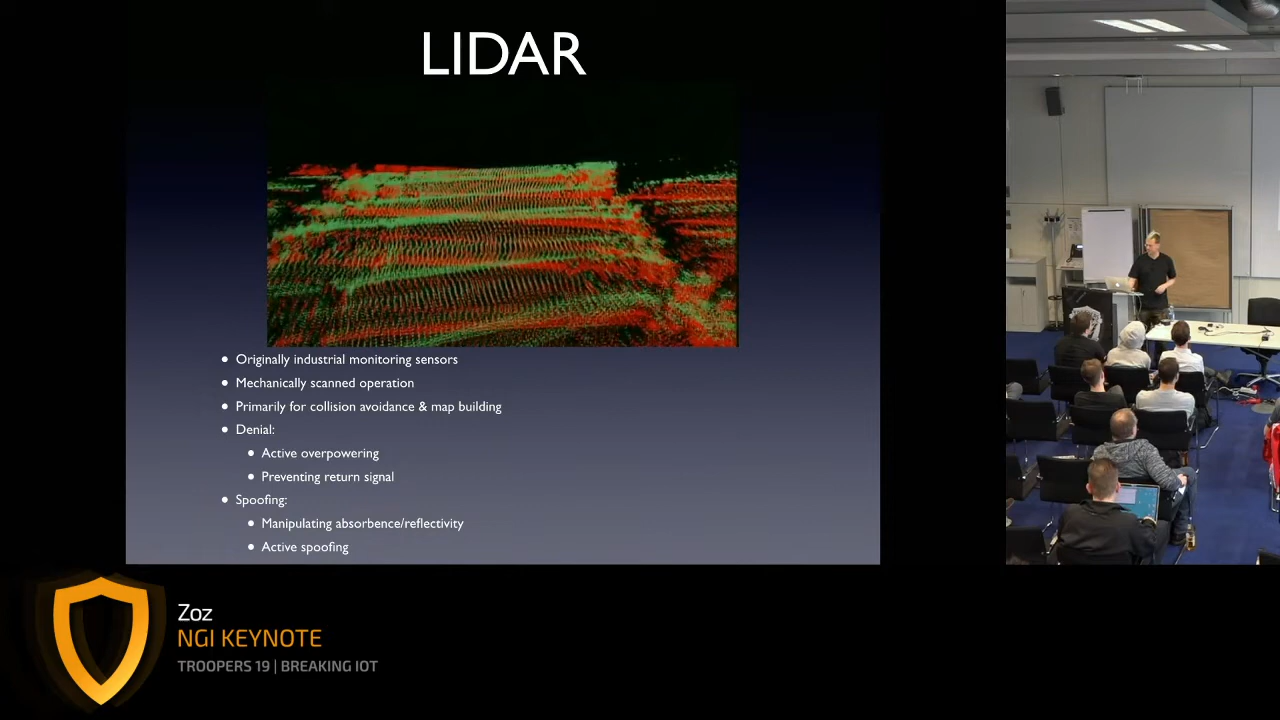 LIDAR
Originally industrial monitoring sensors
Mechanically scanned operation
Primarily for collision avoidance & map building
Denial:
Active overpowering
Preventing return signal
Spoofing:
Manipulating absorbence/reflectivity
Active spoofing
Zoz
NGI KEYNOTE
TROOPERS 19 | BREAKING IOT